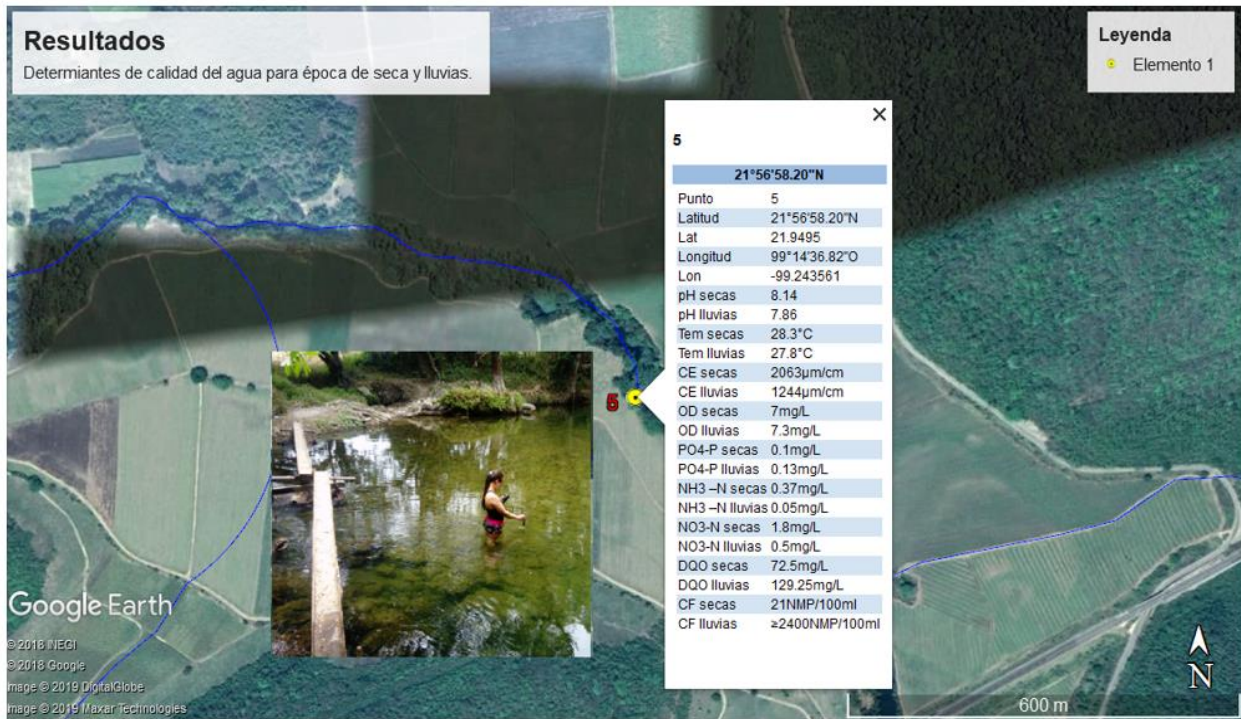 Resultados
Determiantes de calidad del agua para época de seca y lluvias.
Leyenda
Elemento 1
5
21°56'58.20"N
Punto 5
Latitud 21°56'58.20"N
Lat 21.9495
Longitud 99°14'36.82"O
Lon -99.243561
pH secas 8.14
pH lluvias 7.86
Tem secas 28.3°C
Tem lluvias 27.8°C
CE secas 2063µm/cm
CE lluvias 1244µm/cm
OD secas 7mg/L
OD lluvias 7.3mg/L
PO4-P secas 0.1mg/L
PO4-P lluvias 0.13mg/L
NH3 –N secas 0.37mg/L
NH3 –N lluvias 0.05mg/L
NO3-N secas 1.8mg/L
NO3-N lluvias 0.5mg/L
DQO secas 72.5mg/L
DQO lluvias 129.25mg/L
CF secas 21NMP/100ml
CF lluvias ≥2400NMP/100ml
5
Google Earth
© 2018 INEGI
© 2018 Google
Image © 2019 DigitalGlobe
Image © 2019 Maxar Technologies
N
600 m